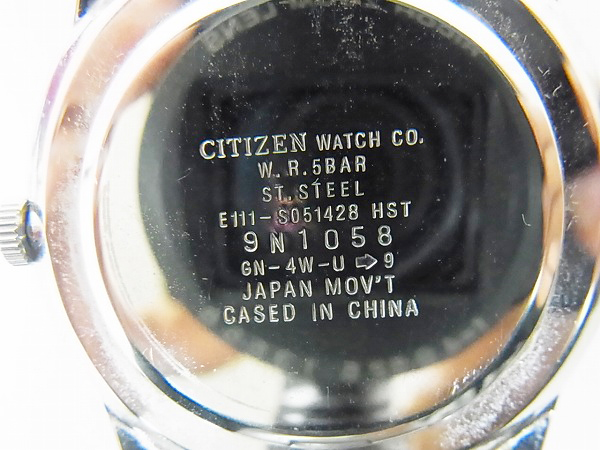 CITIZEN WATCH CO.
W.R.5BAR
ST.STEEL
E111-S051428 HST
9N1058
GN-4W-U ⇨ 9
JAPAN MOV'T
CASED IN CHINA